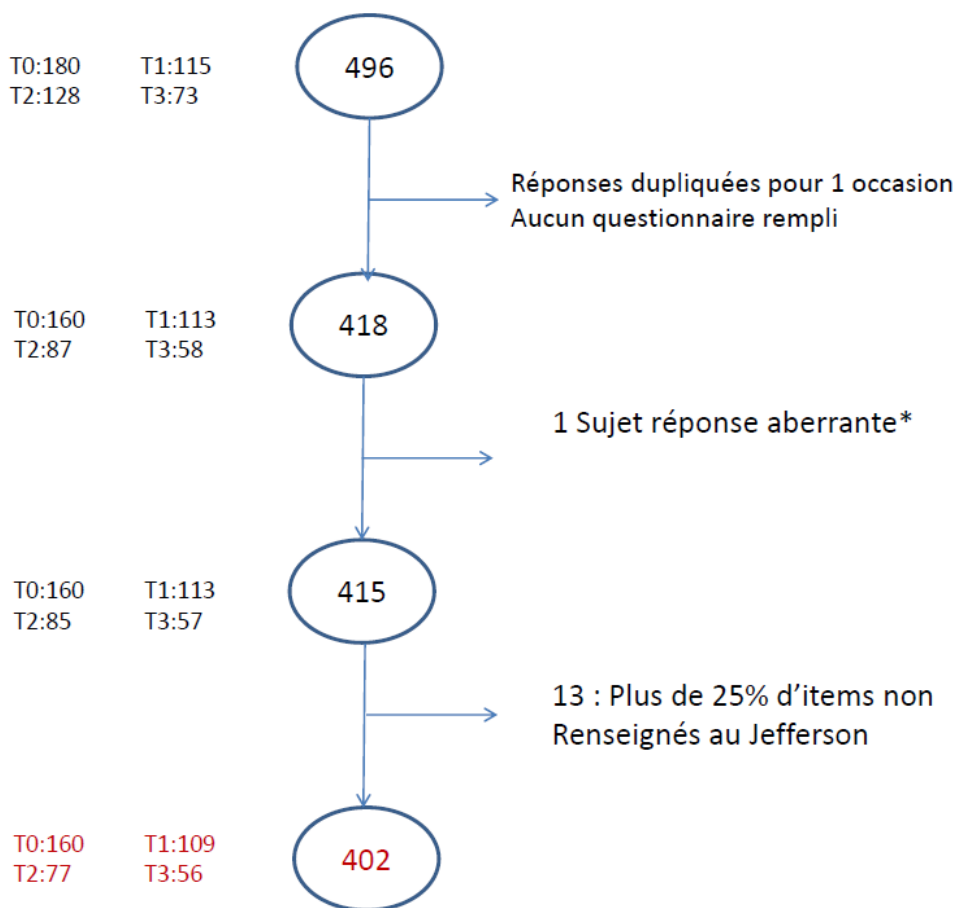 T0:180 T1:115
T2:128 T3:73
496
Réponses dupliquées pour 1 occasion
Aucun questionnaire rempli
T0:160 T1:113
T2:87 T3:58
418
1 Sujet réponse aberrante*
T0:160 T1:113
T2:85 T3:57
415
13 : Plus de 25% d'items non
Renseignés au Jefferson
T0:160 T1:109
T2:77 T3:56
402